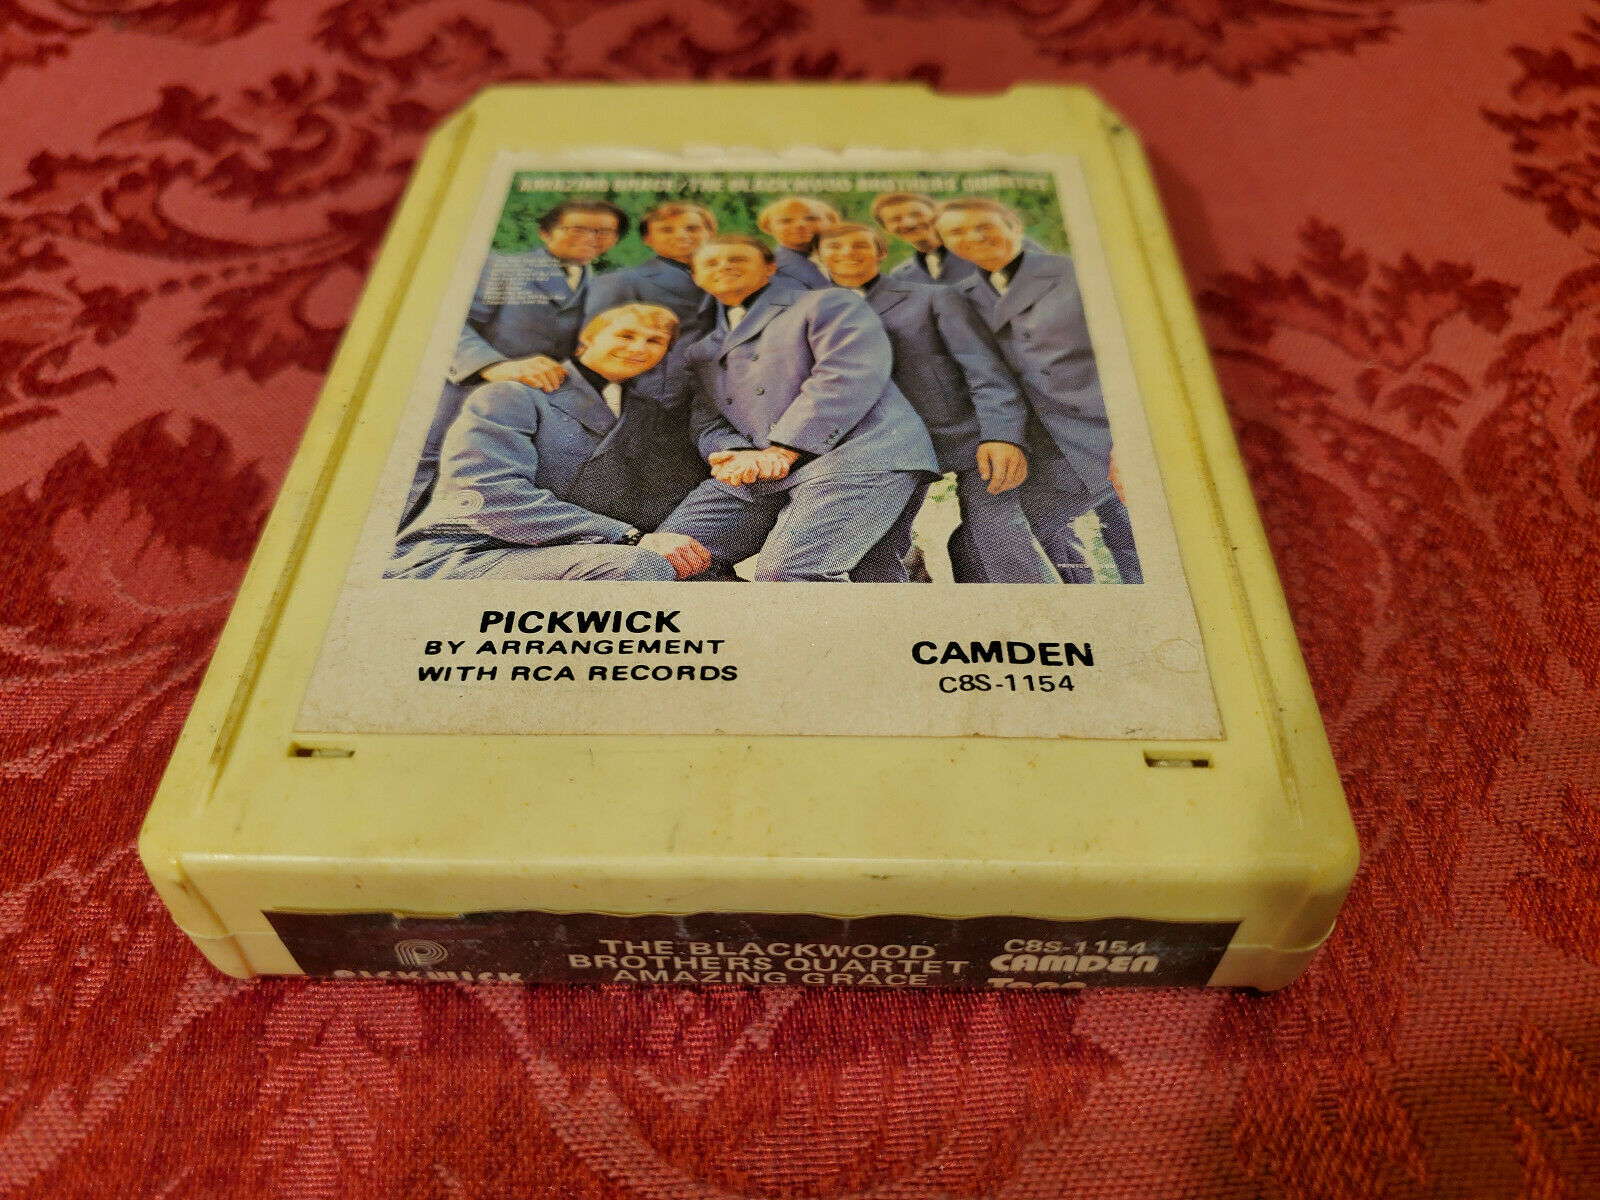 AMAZING GRACE / THE BLACKWOOD BROTHERS QUARTET
PICKWICK
BY ARRANGEMENT
WITH RCA RECORDS
CAMDEN
C8S-1154
PICKWICK
THE BLACKWOOD
BROTHERS QUARTET
AMAZING GRACE
C8S-1154
CAMDEN